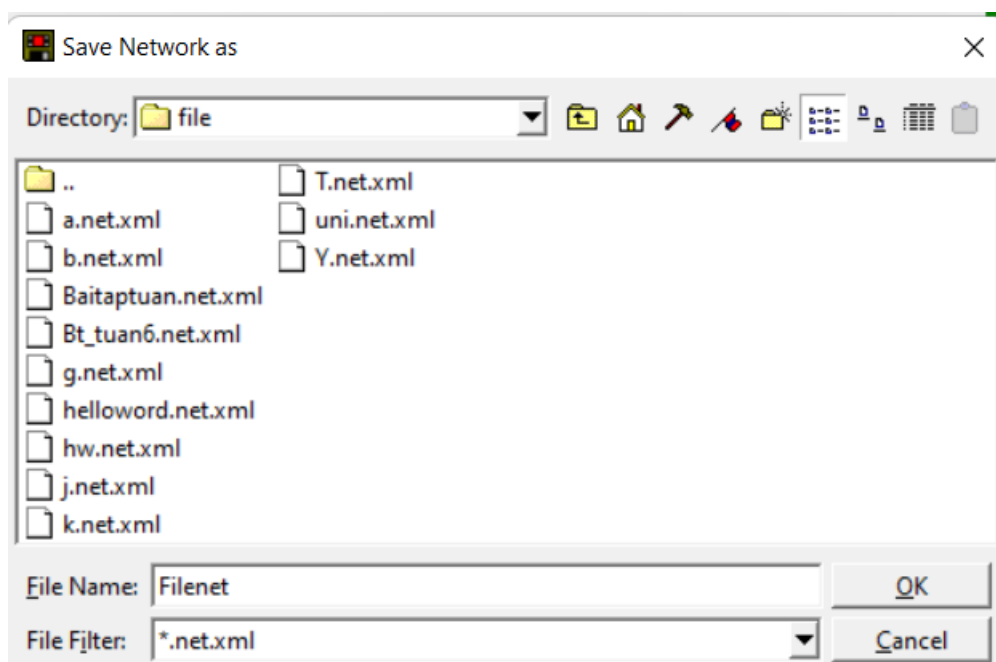 Save Network as
Directory: file
..
a.net.xml
b.net.xml
Baitaptuan.net.xml
Bt_tuan6.net.xml
g.net.xml
helloword.net.xml
hw.net.xml
j.net.xml
k.net.xml
T.net.xml
uni.net.xml
Y.net.xml
File Name: Filenet OK
File Filter: *.net.xml Cancel